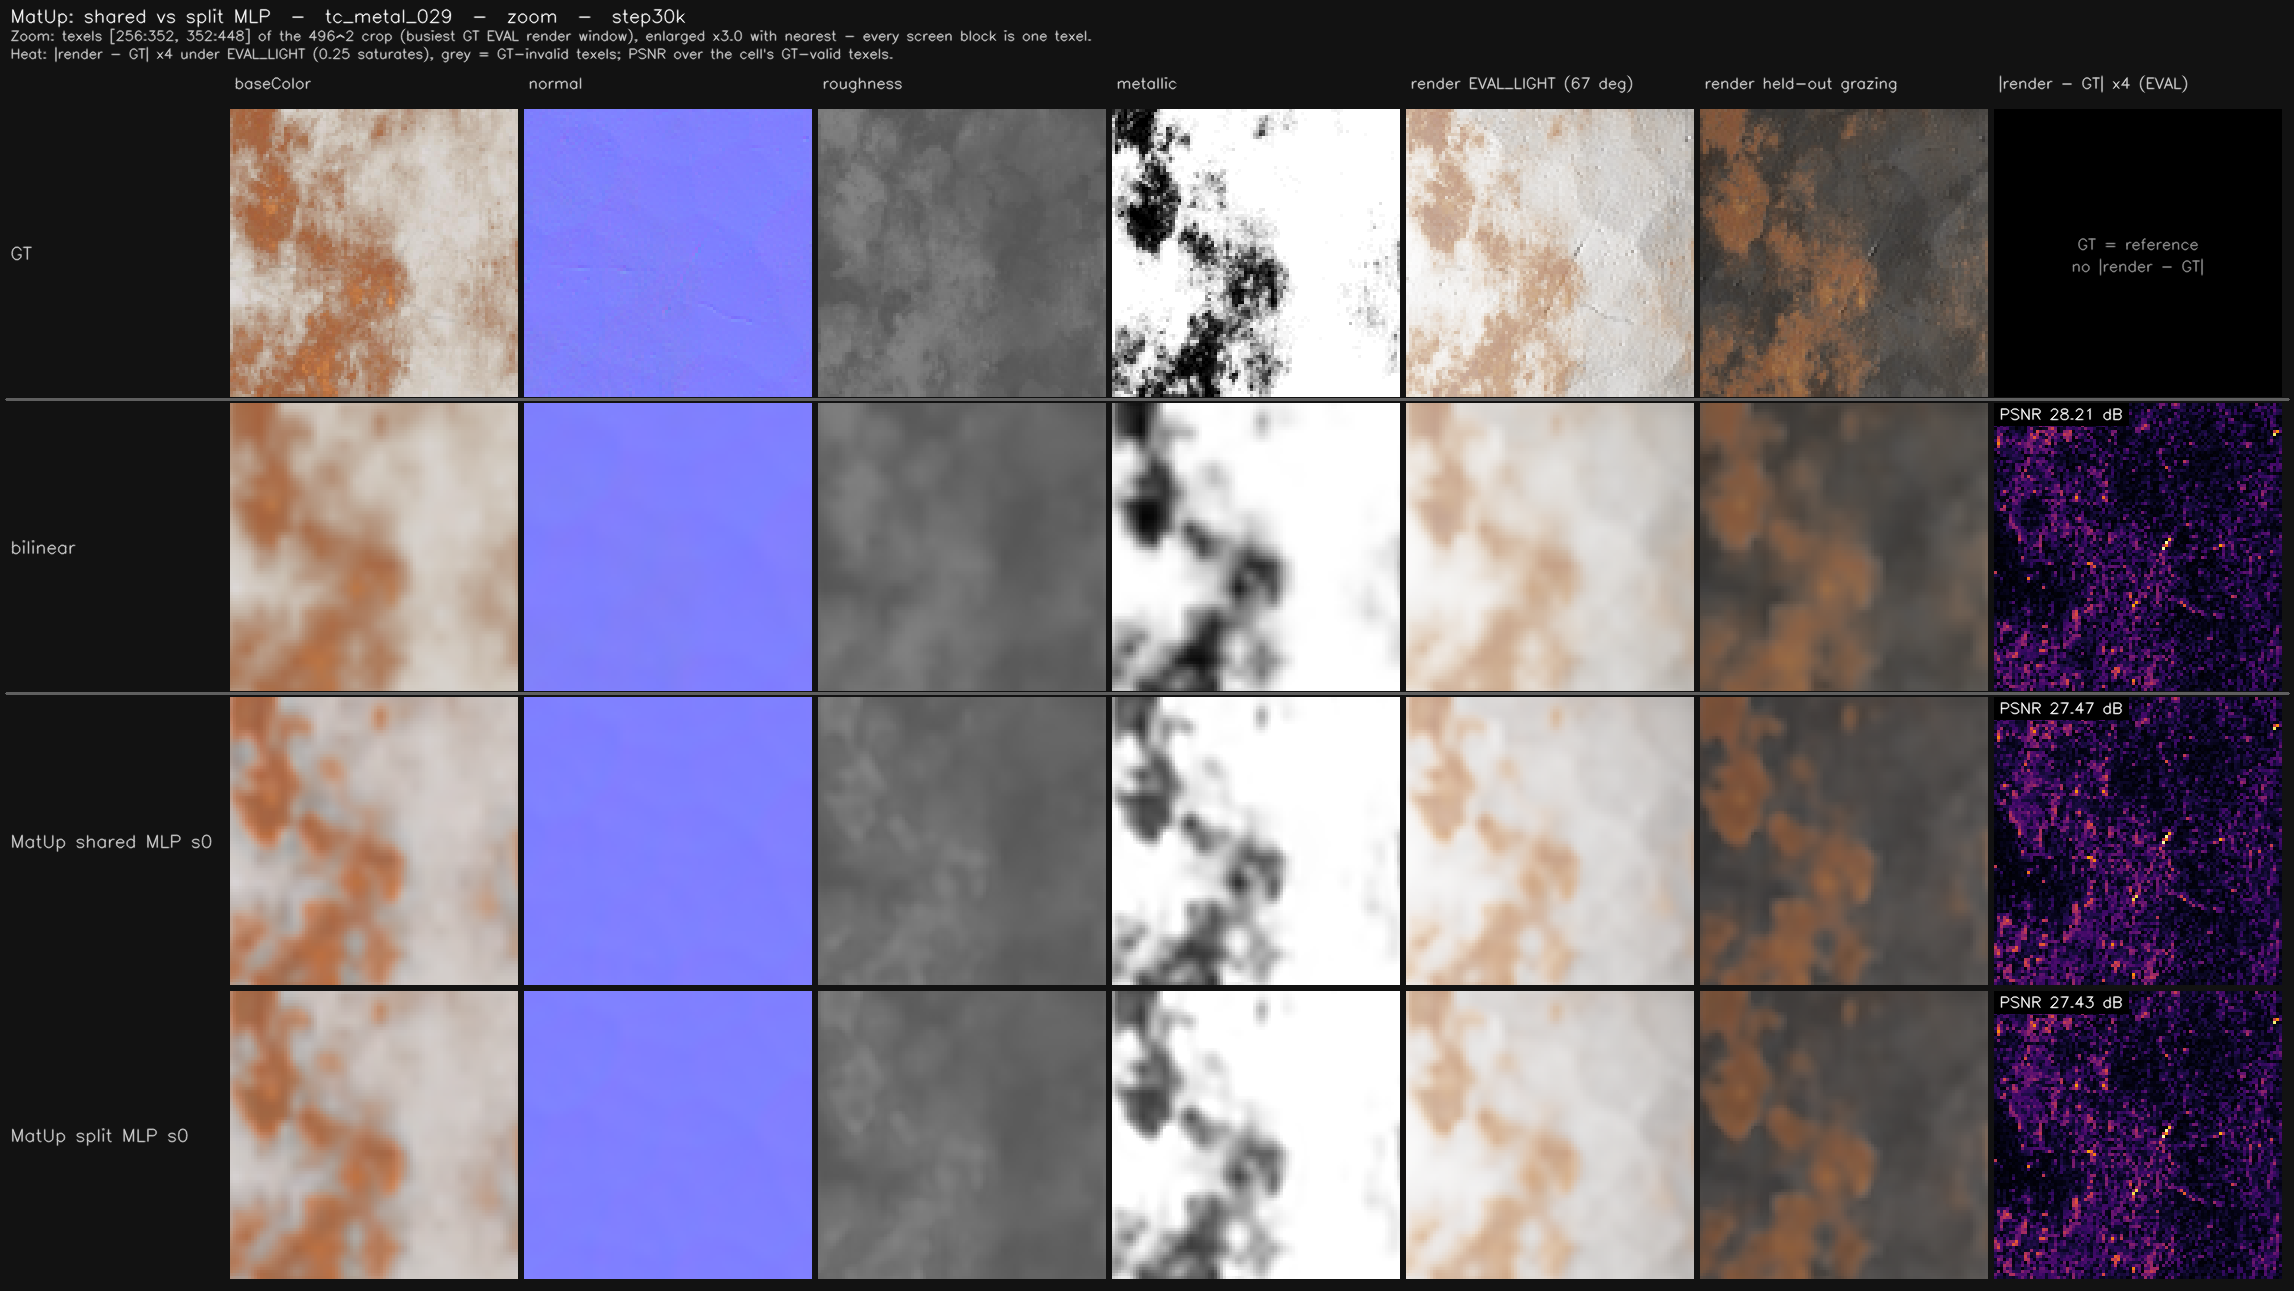 MatUp: shared vs split MLP — tc_metal_029 — zoom — step30k
Zoom: texels [256:352, 352:448] of the 496^2 crop (busiest GT EVAL render window), enlarged x3.0 with nearest — every screen block is one texel.
Heat: |render — GT| x4 under EVAL_LIGHT (0.25 saturates), grey = GT-invalid texels; PSNR over the cell's GT-valid texels.
baseColor normal roughness metallic render EVAL_LIGHT (67 deg) render held-out grazing |render — GT| x4 (EVAL)
GT
GT = reference
no |render — GT|
PSNR 28.21 dB
bilinear
PSNR 27.47 dB
MatUp shared MLP s0
PSNR 27.43 dB
MatUp split MLP s0